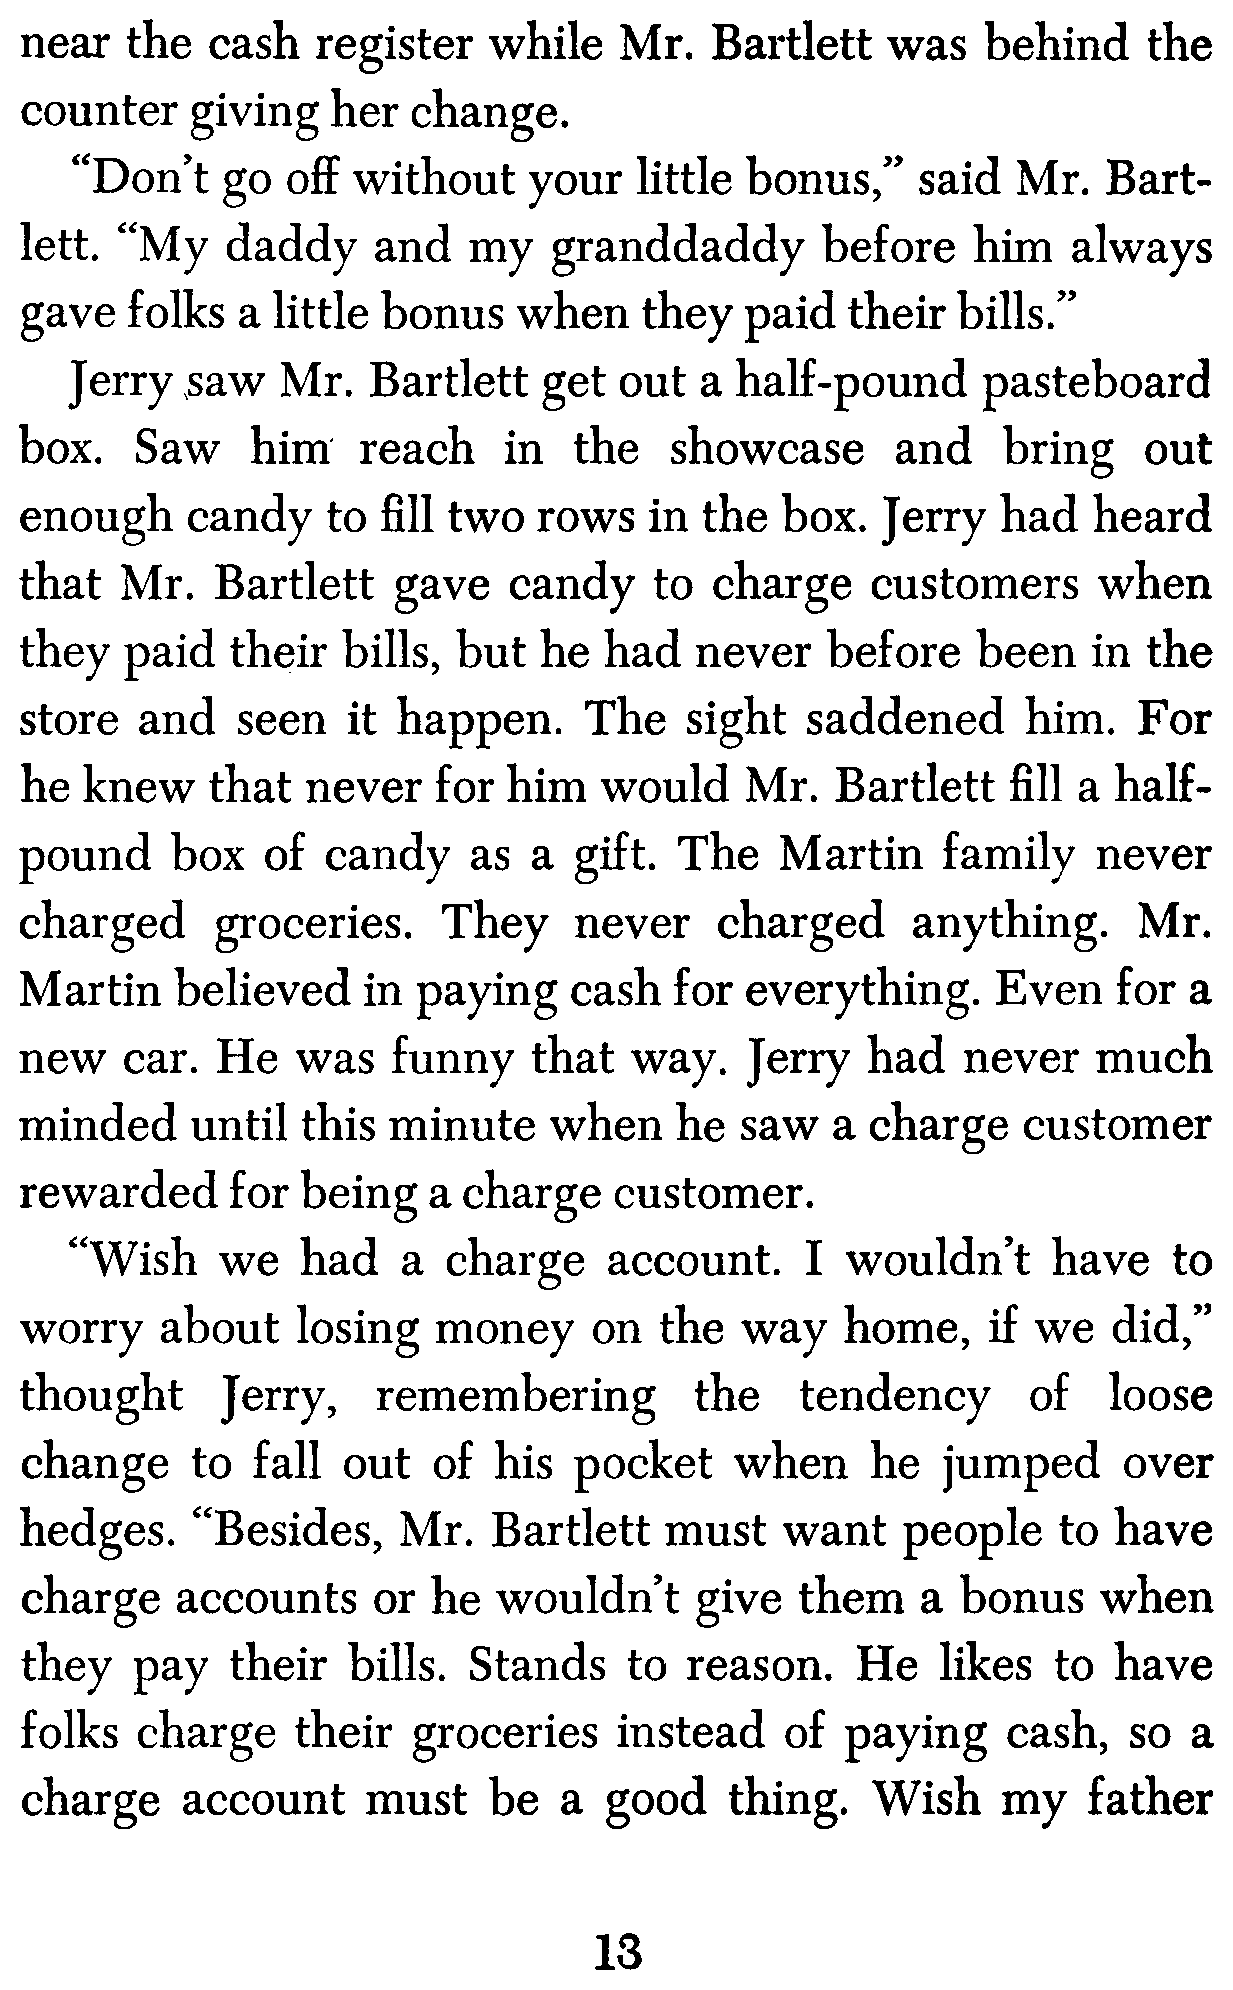 near the cash register while Mr. Bartlett was behind the
counter giving her change.
“Don’t go off without your little bonus,” said Mr. Bart-
lett. “My daddy and my granddaddy before him always
gave folks a little bonus when they paid their bills.”
Jerry saw Mr. Bartlett get out a half-pound pasteboard
box. Saw him reach in the showcase and bring out
enough candy to fill two rows in the box. Jerry had heard
that Mr. Bartlett gave candy to charge customers when
they paid their bills, but he had never before been in the
store and seen it happen. The sight saddened him. For
he knew that never for him would Mr. Bartlett fill a half-
pound box of candy as a gift. The Martin family never
charged groceries. They never charged anything. Mr.
Martin believed in paying cash for everything. Even for a
new car. He was funny that way. Jerry had never much
minded until this minute when he saw a charge customer
rewarded for being a charge customer.
“Wish we had a charge account. I wouldn’t have to
worry about losing money on the way home, if we did,”
thought Jerry, remembering the tendency of loose
change to fall out of his pocket when he jumped over
hedges. “Besides, Mr. Bartlett must want people to have
charge accounts or he wouldn’t give them a bonus when
they pay their bills. Stands to reason. He likes to have
folks charge their groceries instead of paying cash, so a
charge account must be a good thing. Wish my father
13